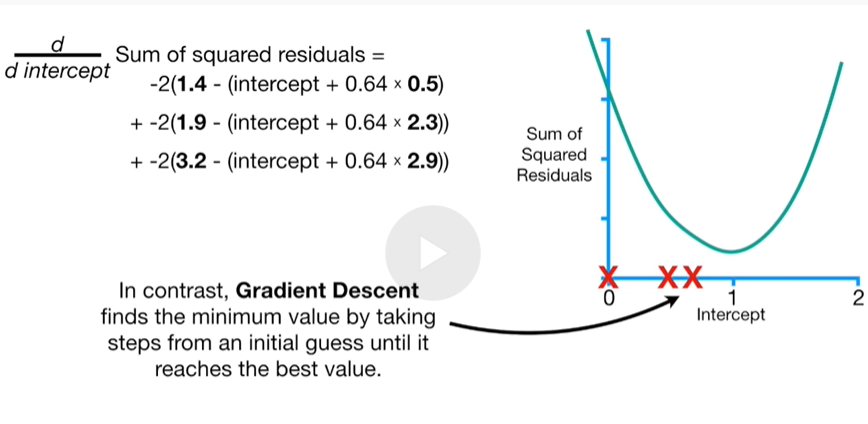 d
d intercept
Sum of squared residuals =
-2(1.4 - (intercept + 0.64 × 0.5)
+ -2(1.9 - (intercept + 0.64 × 2.3))
+ -2(3.2 - (intercept + 0.64 × 2.9))
In contrast, Gradient Descent
finds the minimum value by taking
steps from an initial guess until it
reaches the best value.
Sum of
Squared
Residuals
X XX
0 1 2
Intercept